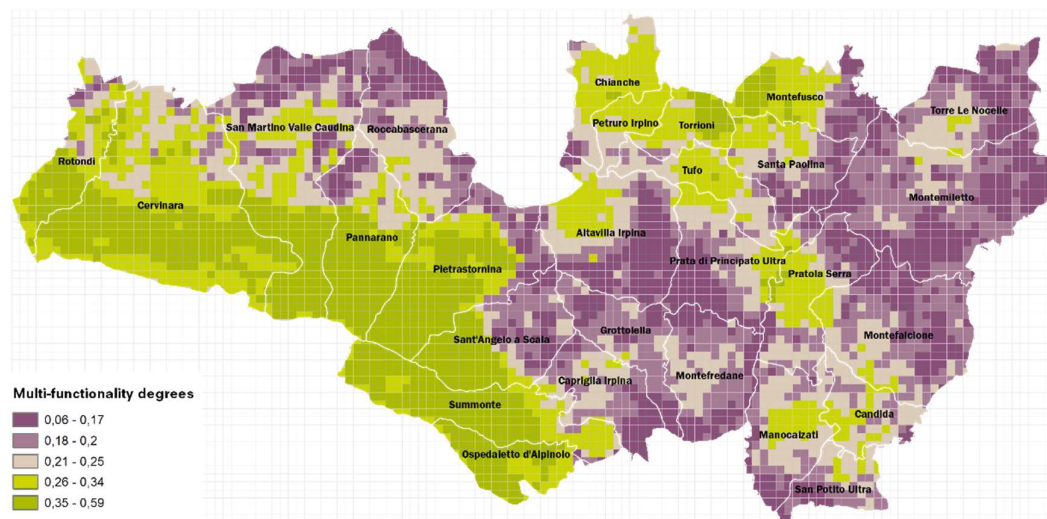 Chianche
Montefusco
Torre Le Nocelle
Petruro Irpino
Torrioni
San Martino Valle Caudina
Roccabascerana
Rotondi
Santa Paolina
Tufo
Montemiletto
Cervinara
Altavilla Irpina
Pannarano
Prata di Principato Ultra
Pietrastornina
Pratola Serra
Grottolella
Sant'Angelo a Scala
Montefalcione
Capriglia Irpina
Montefredane
Multi-functionality degrees
Summonte
Candida
0,06 - 0,17
Manocalzati
0,18 - 0,2
Ospedaletto d'Alpinolo
0,21 - 0,25
0,26 - 0,34
San Potito Ultra
0,35 - 0,59